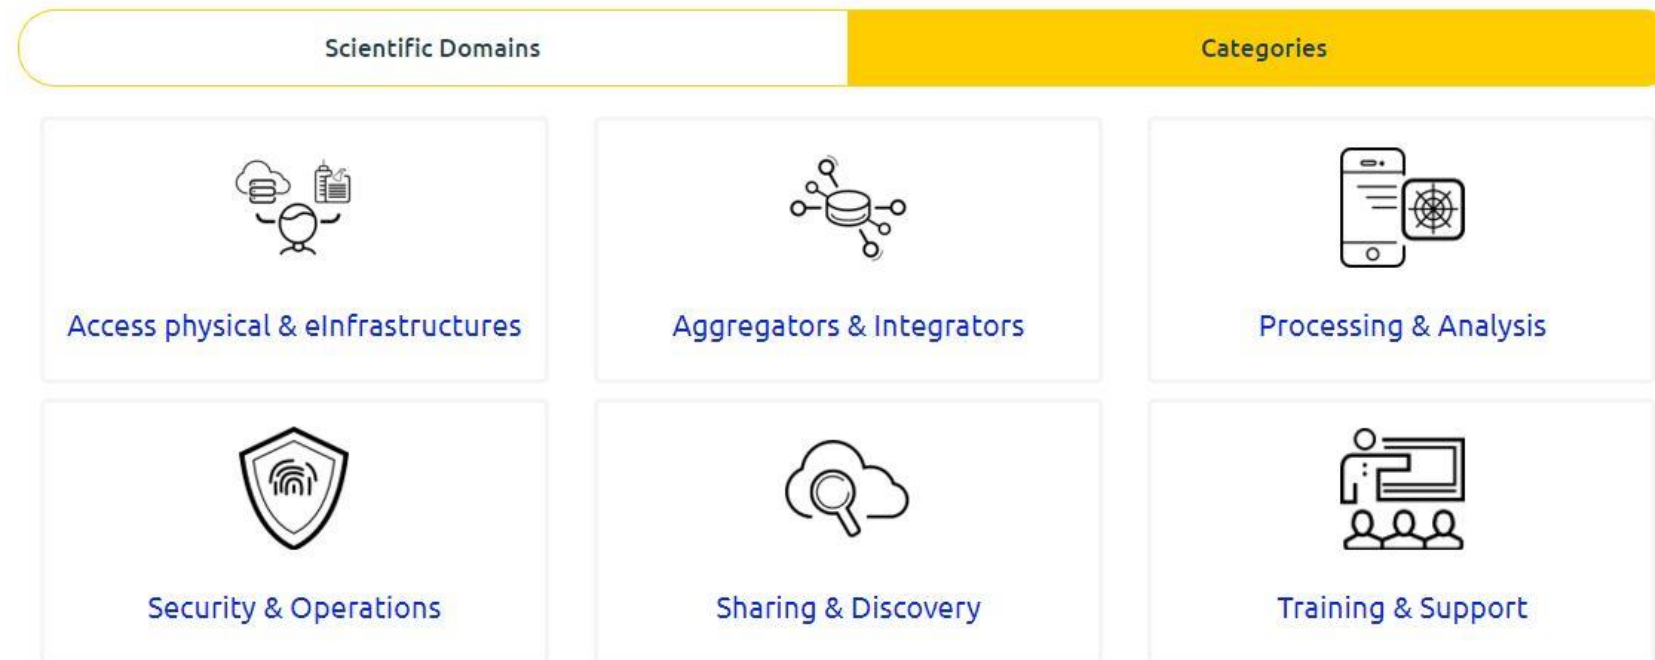 Scientific Domains
Categories
Access physical & eInfrastructures
Aggregators & Integrators
Processing & Analysis
Security & Operations
Sharing & Discovery
Training & Support